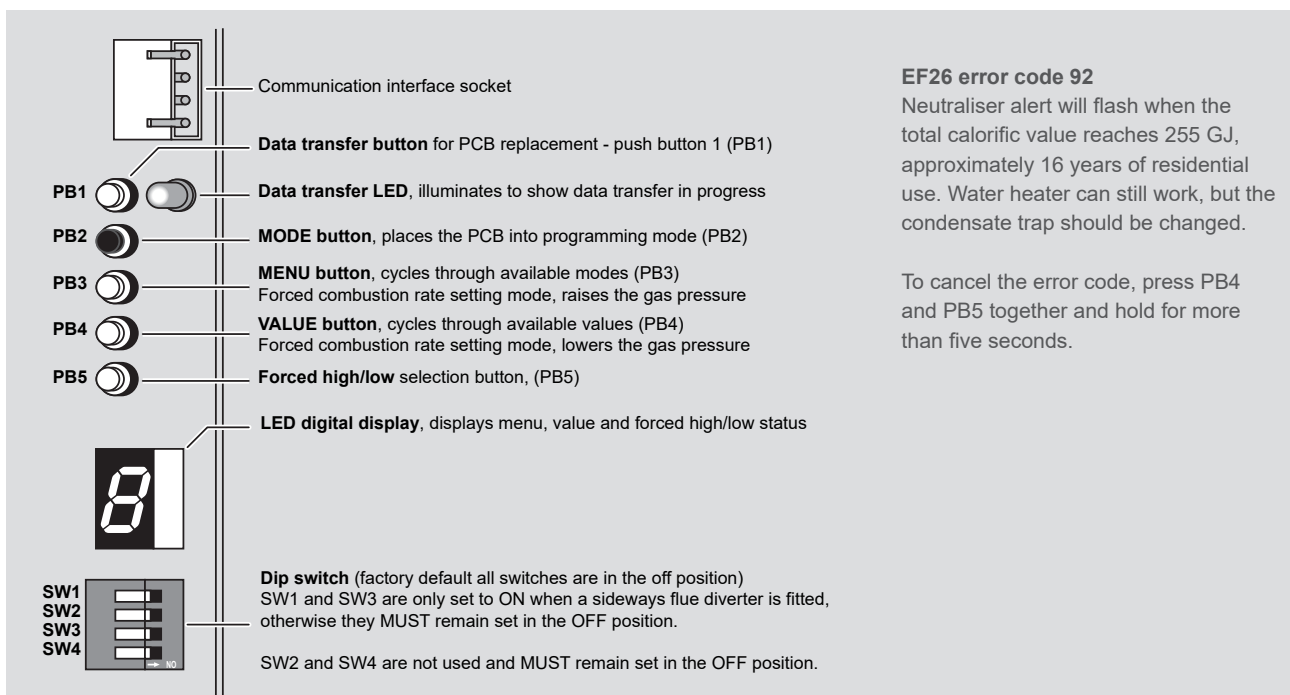 Communication interface socket
Data transfer button for PCB replacement - push button 1 (PB1)
PB1
Data transfer LED, illuminates to show data transfer in progress
PB2
MODE button, places the PCB into programming mode (PB2)
PB3
MENU button, cycles through available modes (PB3)
Forced combustion rate setting mode, raises the gas pressure
PB4
VALUE button, cycles through available values (PB4)
Forced combustion rate setting mode, lowers the gas pressure
PB5
Forced high/low selection button, (PB5)
LED digital display, displays menu, value and forced high/low status
8
SW1
SW2
SW3
SW4
→ NO
Dip switch (factory default all switches are in the off position)
SW1 and SW3 are only set to ON when a sideways flue diverter is fitted,
otherwise they MUST remain set in the OFF position.
SW2 and SW4 are not used and MUST remain set in the OFF position.
EF26 error code 92
Neutraliser alert will flash when the
total calorific value reaches 255 GJ,
approximately 16 years of residential
use. Water heater can still work, but the
condensate trap should be changed.
To cancel the error code, press PB4
and PB5 together and hold for more
than five seconds.